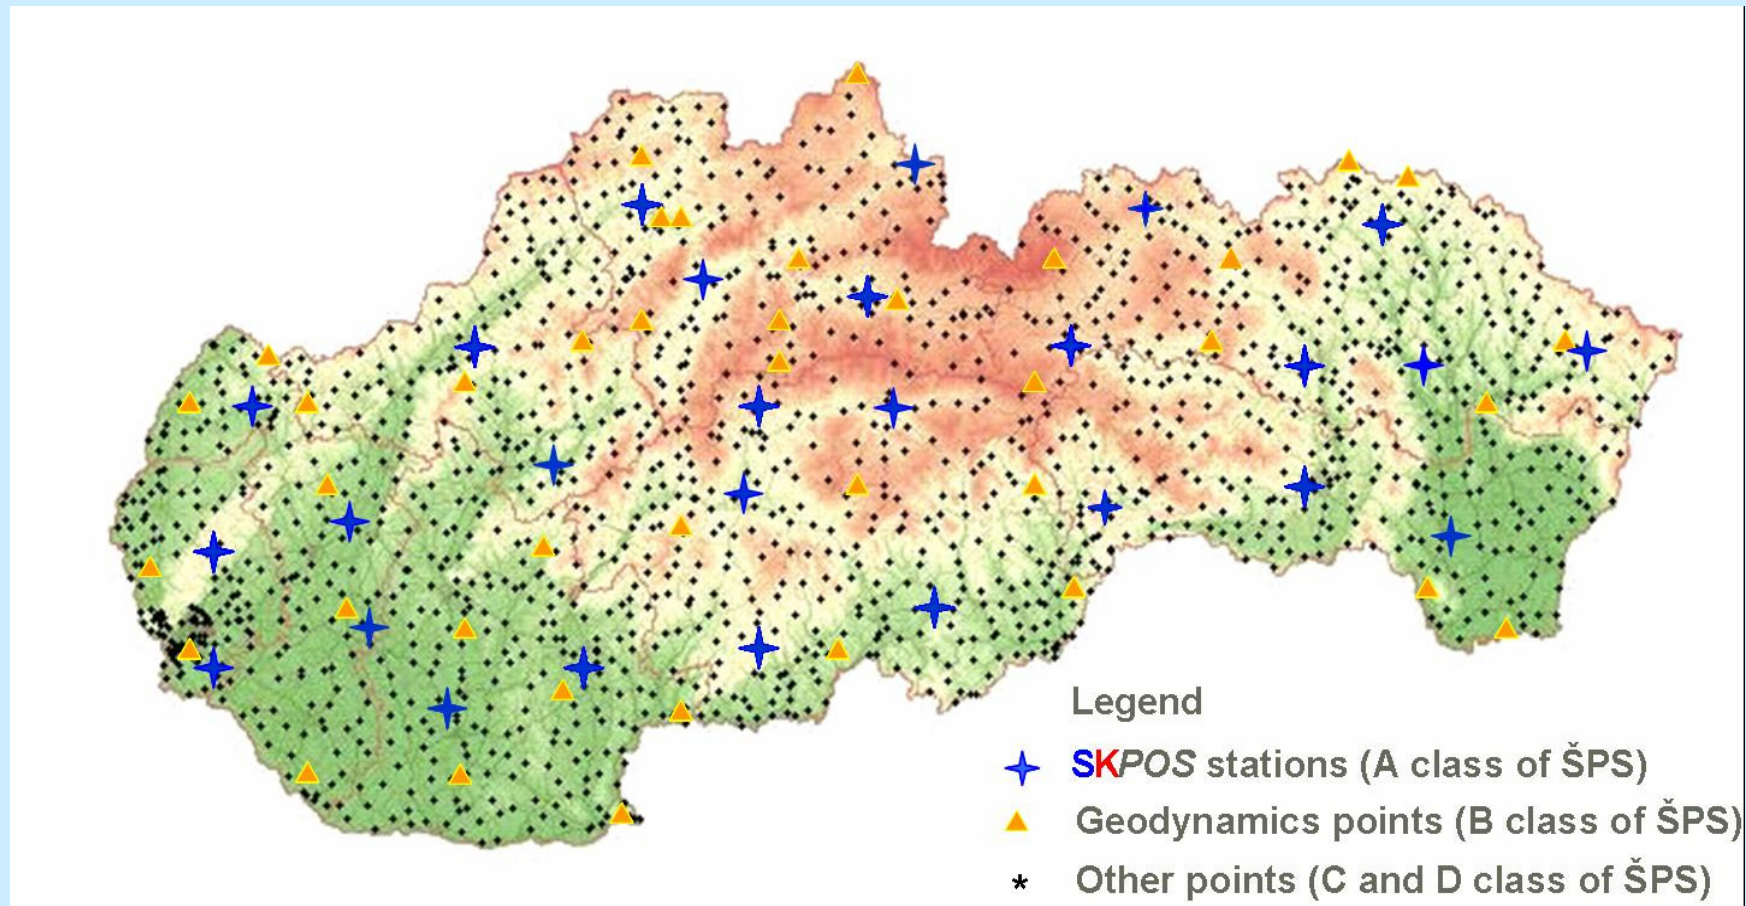 Legend
SKPOS stations (A class of ŠPS)
Geodynamics points (B class of ŠPS)
Other points (C and D class of ŠPS)